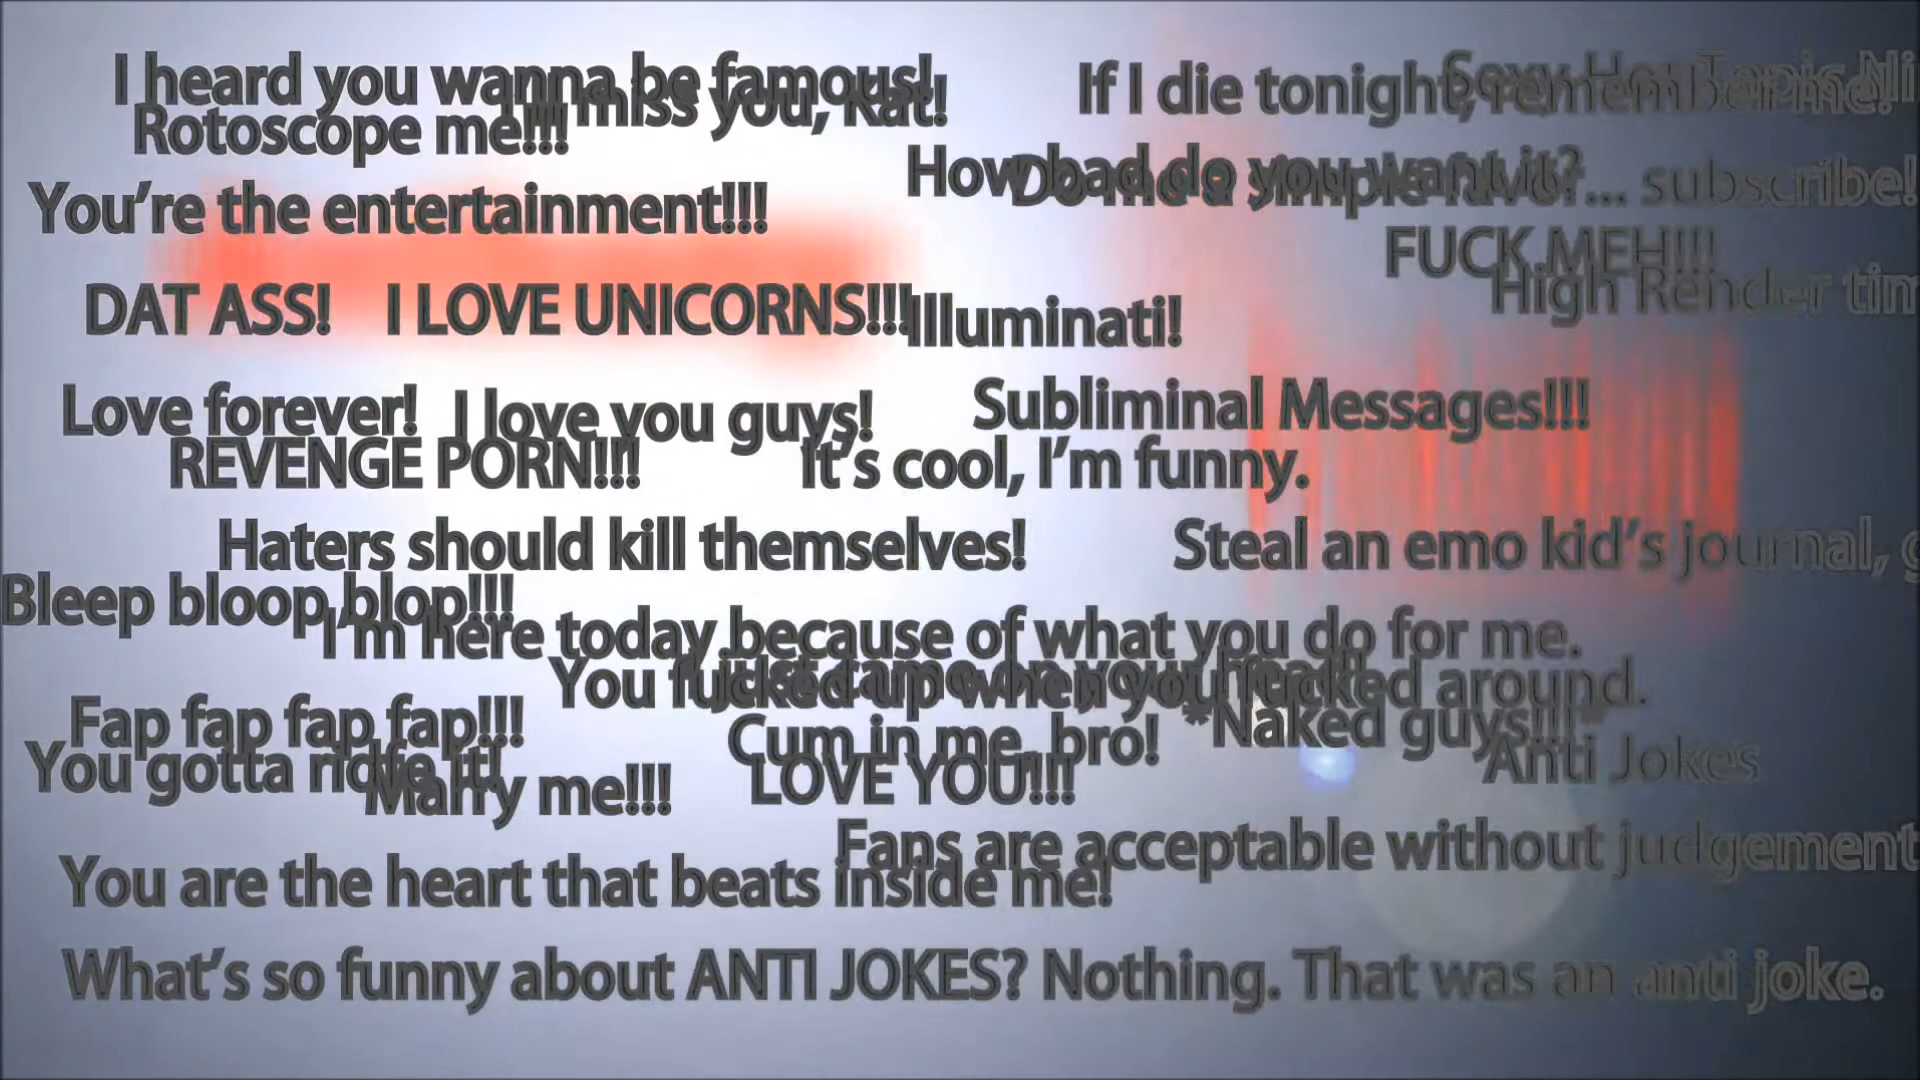 I heard you wanna be famous!
miss you, Kat!
If I die tonight, remember me!
Rotoscope me!!!
How bad do you want it?
Do me a simple favor... subscribe!
You're the entertainment!!!
FUCK MEH!!!
High Render
DAT ASS!
I LOVE UNICORNS!!!
Illuminati!
Love forever!
I love you guys!
Subliminal Messages!!!
REVENGE PORN!!!
It's cool, I'm funny.
Haters should kill themselves!
Steal an emo kid's journal,
Bleep bloop blop!!!
I'm here today because of what you do for me.
You fucked up when you fucked around.
Fap fap fap fap!!!
Cum in me, bro!
*Naked guys!!!*
You gotta ride it!
Marry me!!!
LOVE YOU!!!
Anti Jokes
Fans are acceptable without judgement
You are the heart that beats inside me!
What's so funny about ANTI JOKES? Nothing. That was an anti joke.